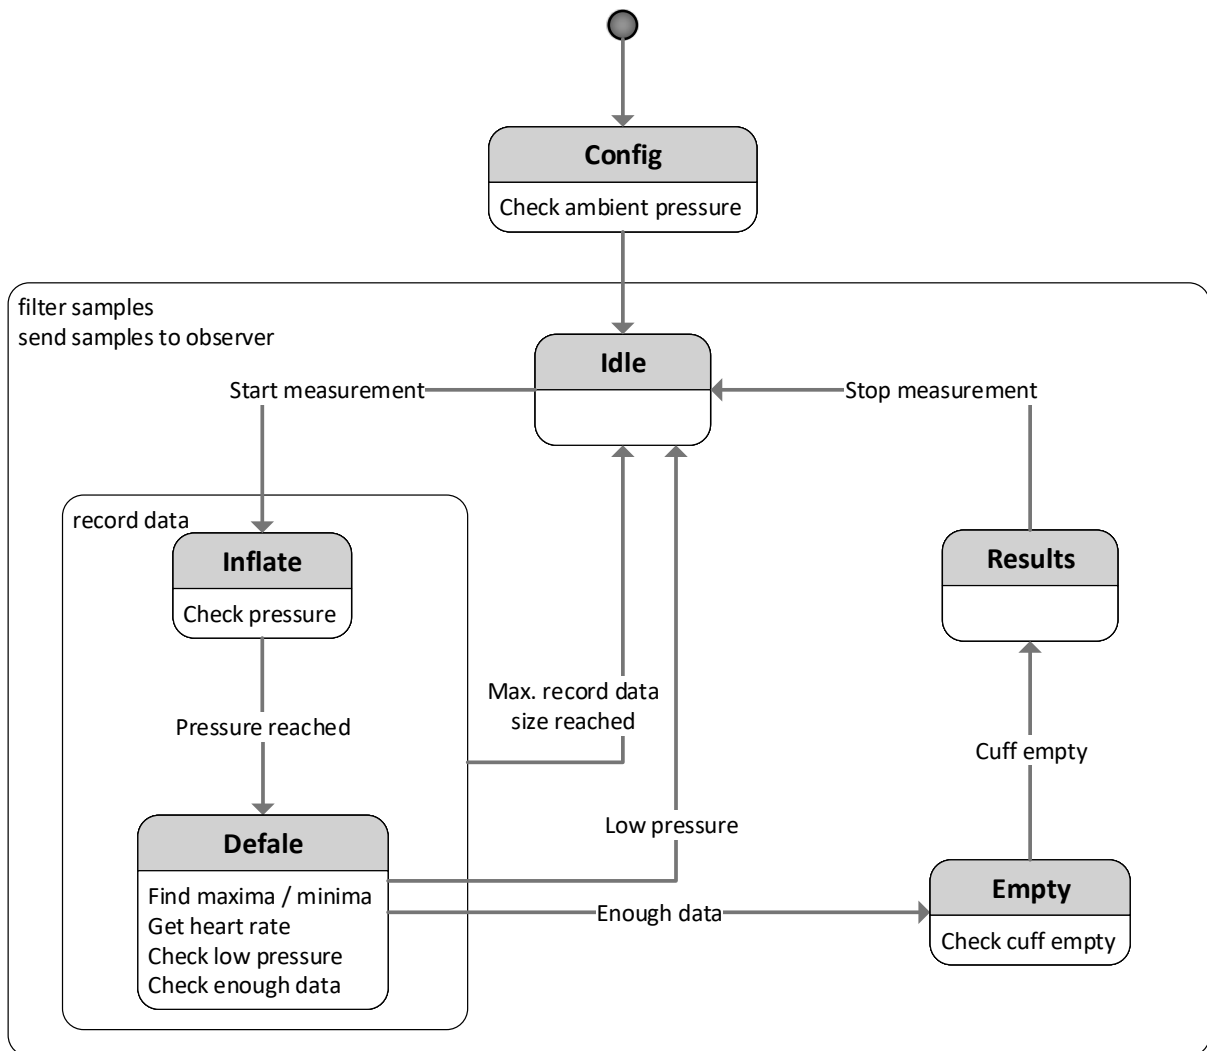 Config
Check ambient pressure
filter samples
send samples to observer
Idle
Start measurement
Stop measurement
record data
Inflate
Check pressure
Results
Max. record data
size reached
Pressure reached
Cuff empty
Low pressure
Defale
Find maxima / minima
Get heart rate
Check low pressure
Check enough data
Enough data
Empty
Check cuff empty